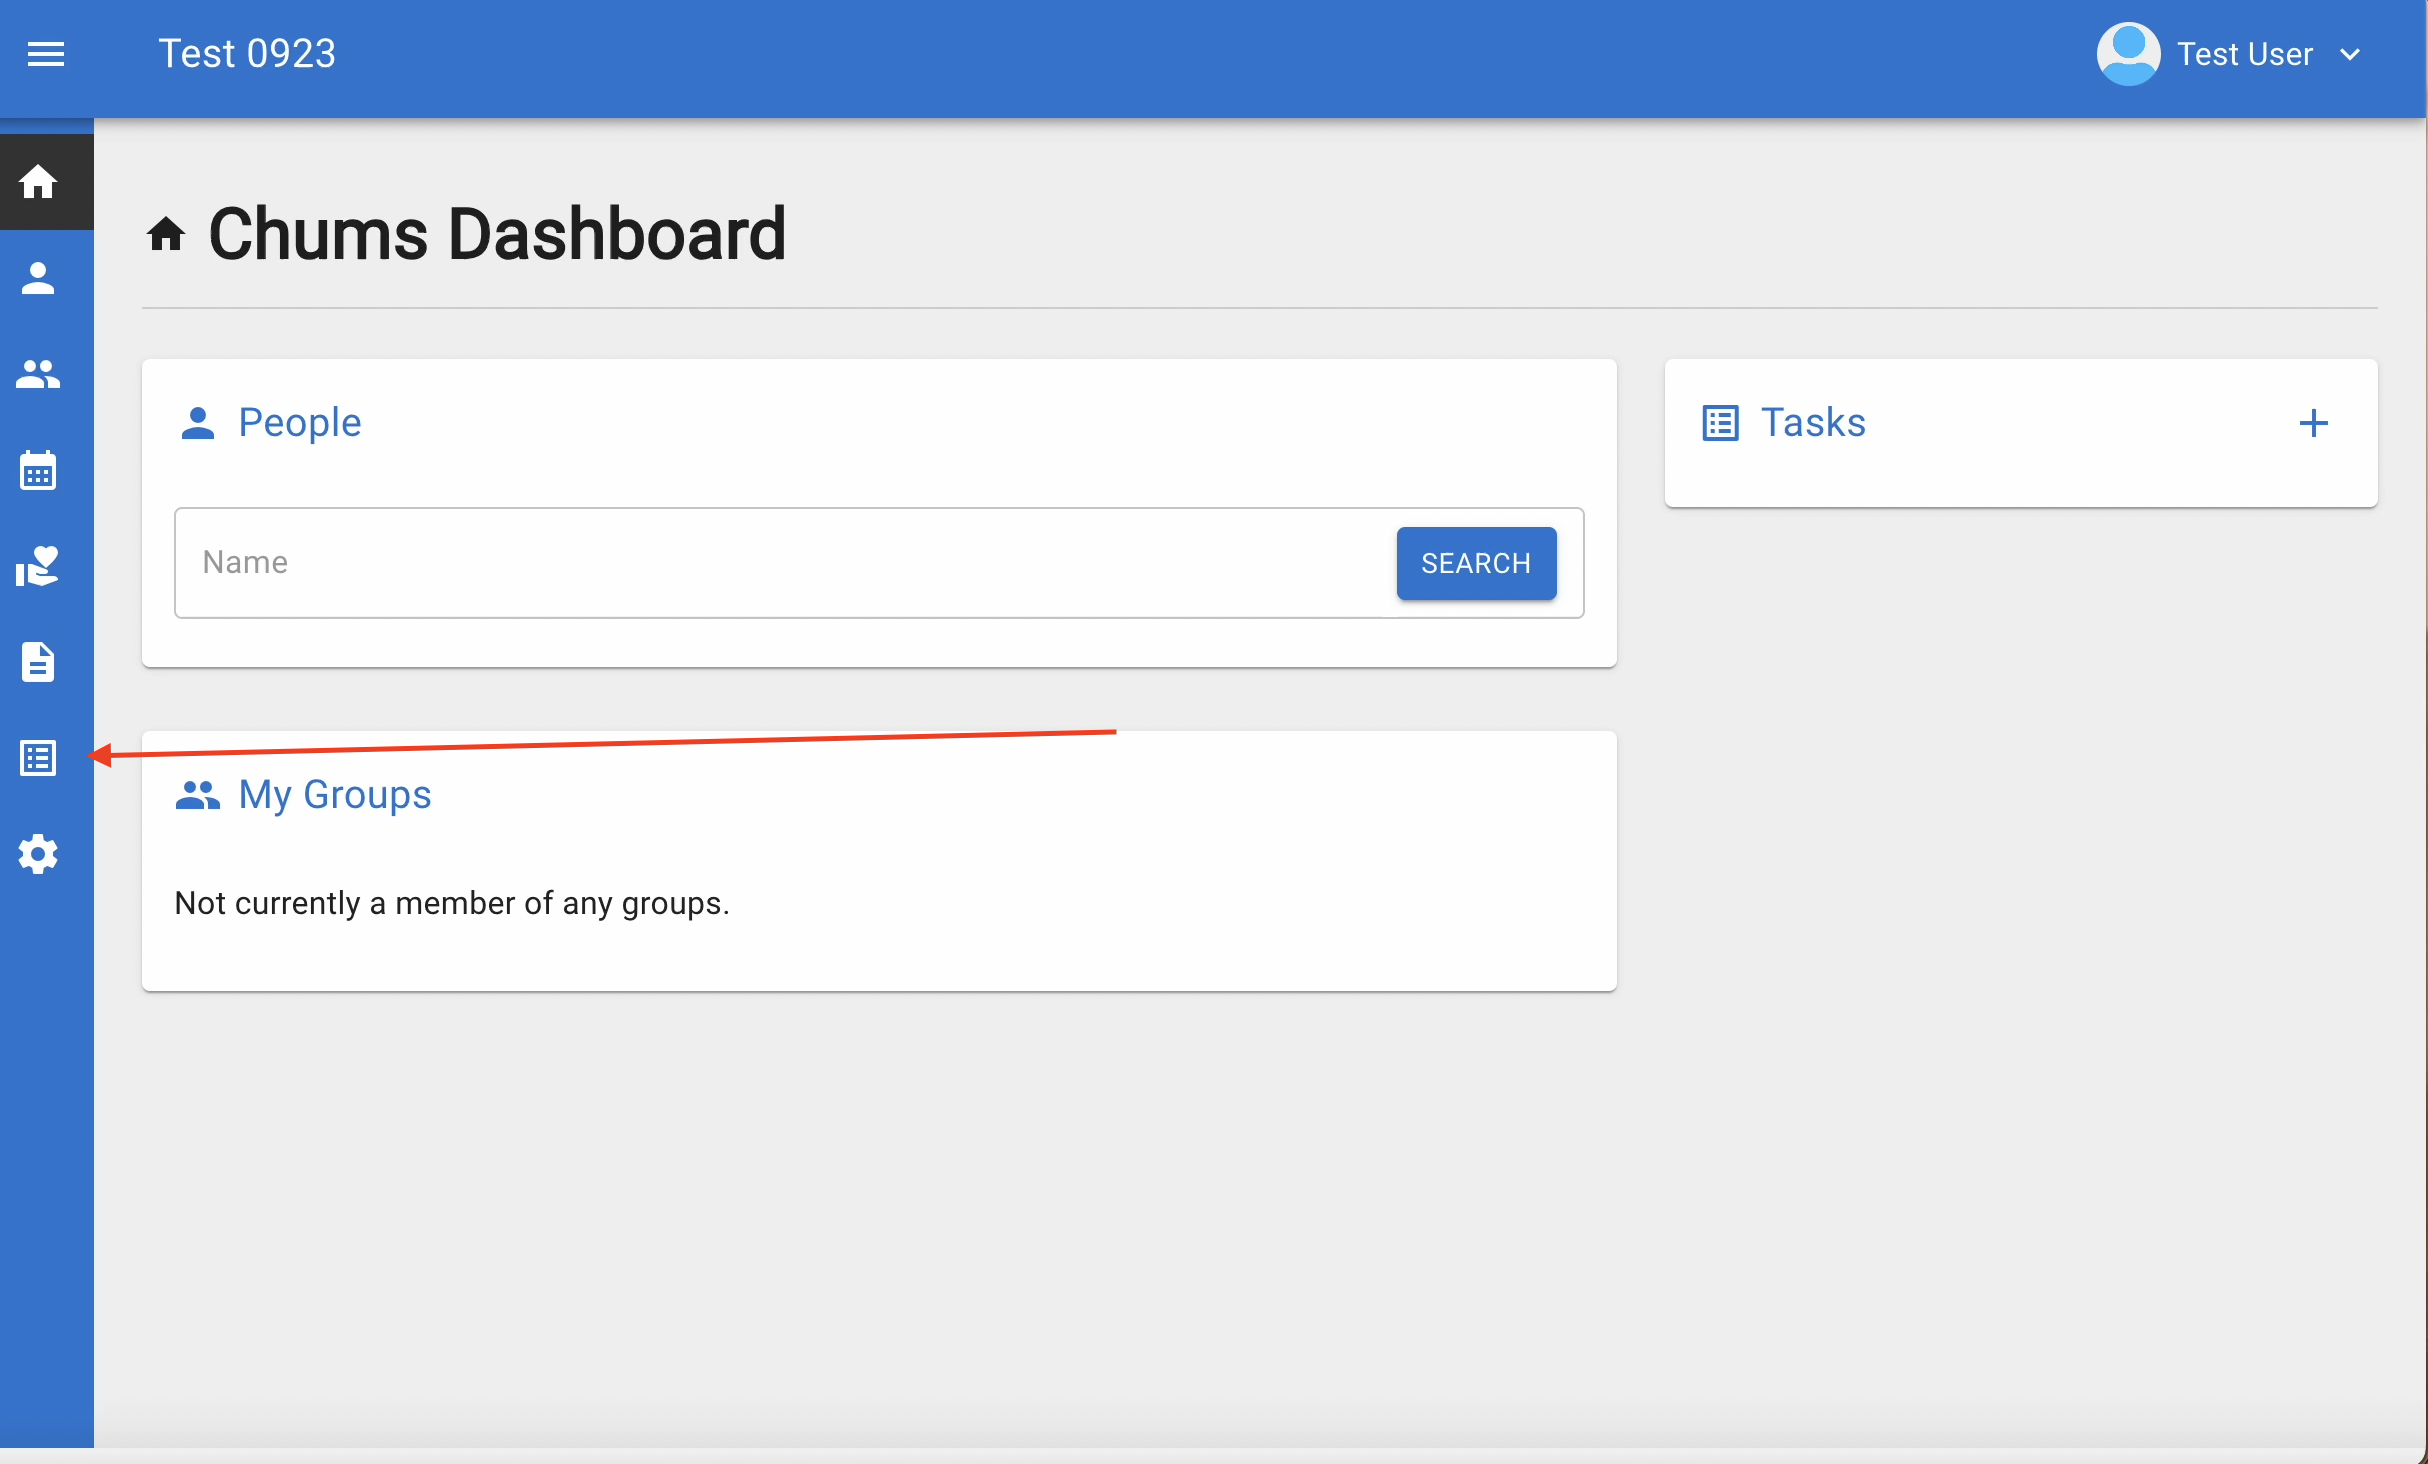 Test 0923
Test User
Chums Dashboard
People
Tasks
Name
SEARCH
My Groups
Not currently a member of any groups.